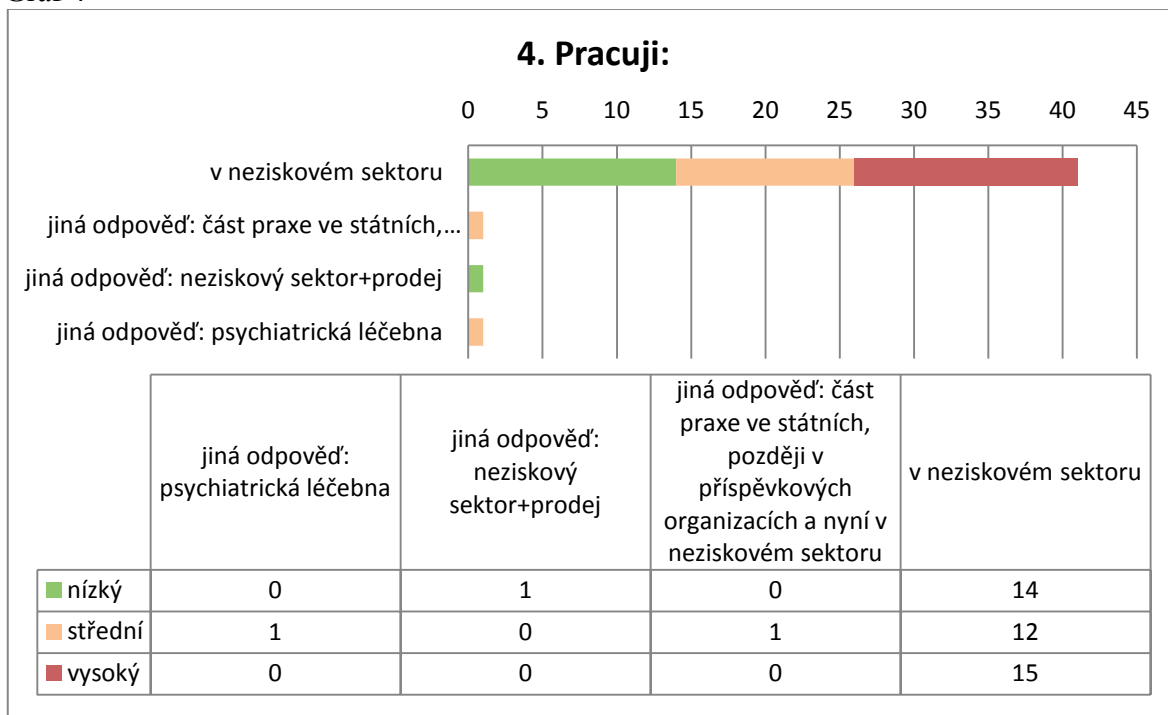 4. Pracuji:
0 5 10 15 20 25 30 35 40 45
v neziskovém sektoru
jiná odpověď: část praxe ve státních,...
jiná odpověď: neziskový sektor+prodej
jiná odpověď: psychiatrická léčebna
jiná odpověď:
psychiatrická léčebna
jiná odpověď:
neziskový
sektor+prodej
jiná odpověď: část
praxe ve státních,
později v
příspěvkových
organizacích a nyní v
neziskovém sektoru
v neziskovém sektoru
nízký 0 1 0 14
střední 1 0 1 12
vysoký 0 0 0 15